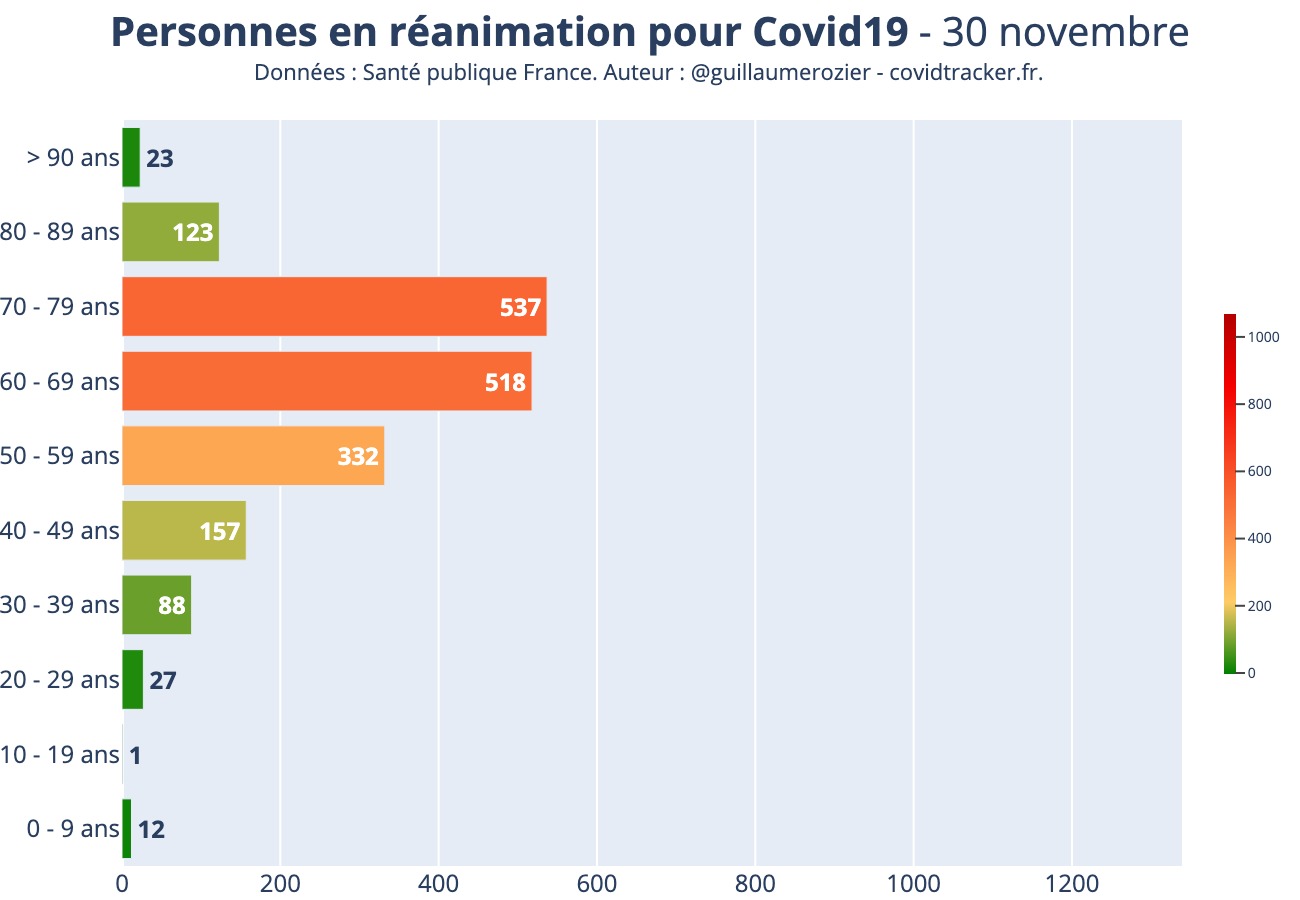 Personnes en réanimation pour Covid19 - 30 novembre
Données : Santé publique France. Auteur : @guillaumerozier - covidtracker.fr.
> 90 ans 23
80 - 89 ans 123
70 - 79 ans 537
60 - 69 ans 518
50 - 59 ans 332
40 - 49 ans 157
30 - 39 ans 88
20 - 29 ans 27
10 - 19 ans 1
0 - 9 ans 12
0 200 400 600 800 1000 1200
1000
800
600
400
200
0